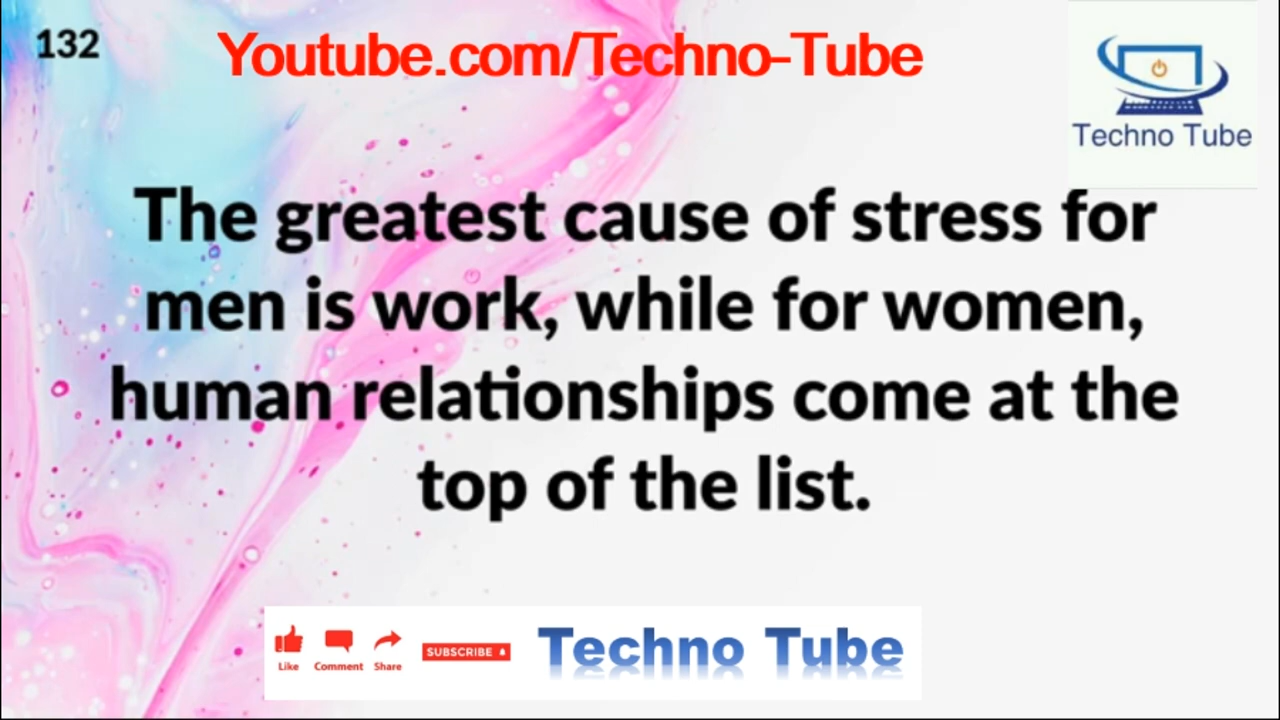 132
Youtube.com/Techno-Tube
Techno Tube
The greatest cause of stress for
men is work, while for women,
human relationships come at the
top of the list.
Like Comment Share
SUBSCRIBE
Techno Tube